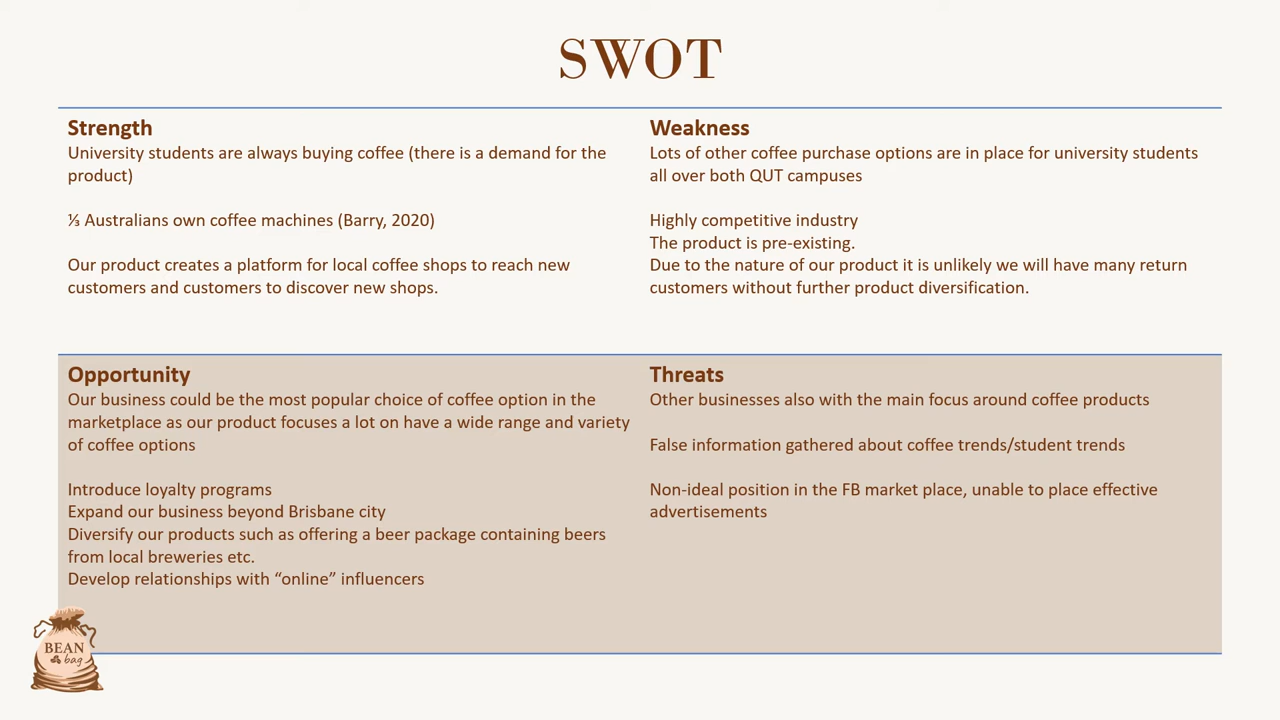 SWOT
Strength
University students are always buying coffee (there is a demand for the
product)
⅓ Australians own coffee machines (Barry, 2020)
Our product creates a platform for local coffee shops to reach new
customers and customers to discover new shops.
Weakness
Lots of other coffee purchase options are in place for university students
all over both QUT campuses
Highly competitive industry
The product is pre-existing.
Due to the nature of our product it is unlikely we will have many return
customers without further product diversification.
Opportunity
Our business could be the most popular choice of coffee option in the
marketplace as our product focuses a lot on have a wide range and variety
of coffee options
Introduce loyalty programs
Expand our business beyond Brisbane city
Diversify our products such as offering a beer package containing beers
from local breweries etc.
Develop relationships with “online” influencers
Threats
Other businesses also with the main focus around coffee products
False information gathered about coffee trends/student trends
Non-ideal position in the FB market place, unable to place effective
advertisements
BEAN
bag